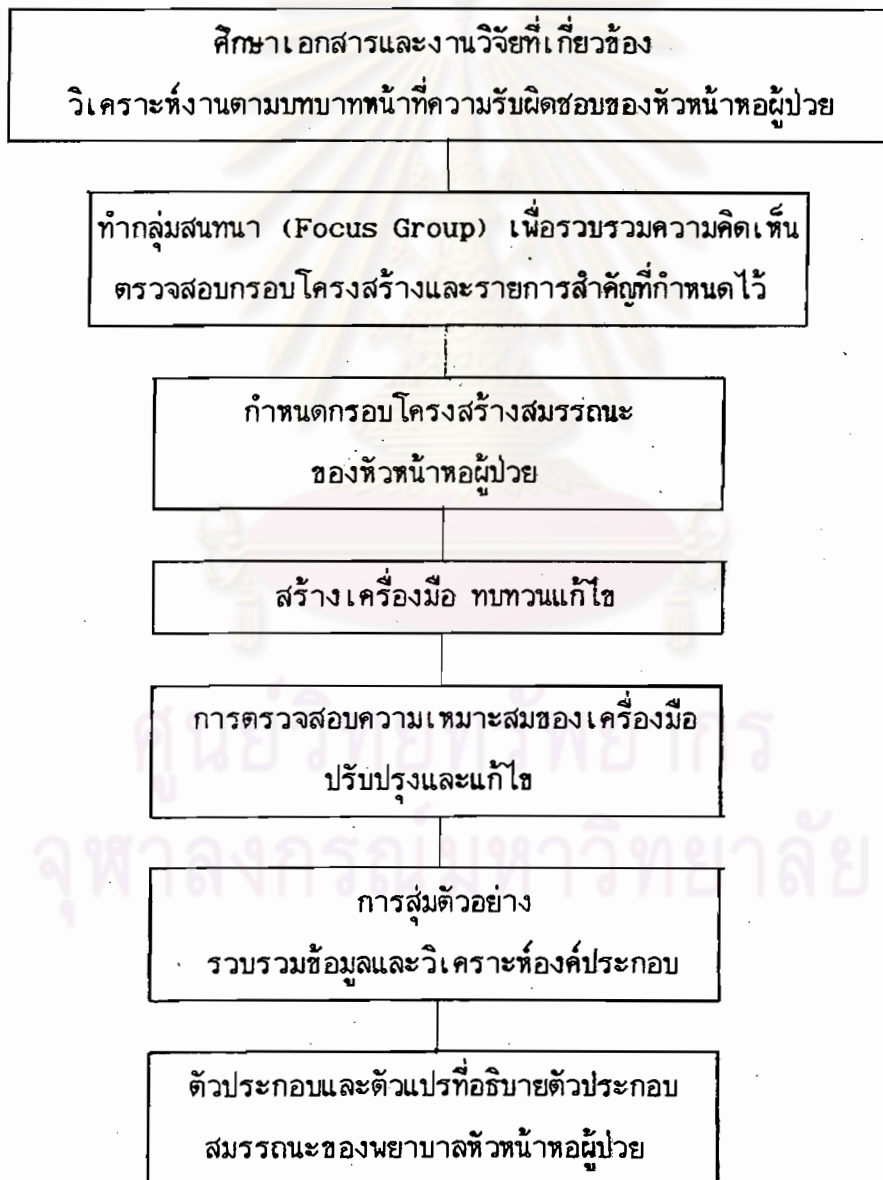 ศึกษาเอกสารและงานวิจัยที่เกี่ยวข้อง
วิเคราะห์งานตามบทบาทหน้าที่ความรับผิดชอบของหัวหน้าหอผู้ป่วย
ทำกลุ่มสนทนา (Focus Group) เพื่อรวบรวมความคิดเห็น
ตรวจสอบกรอบโครงสร้างและรายการสำคัญที่กำหนดไว้
กำหนดกรอบโครงสร้างสมรรถนะ
ของหัวหน้าหอผู้ป่วย
สร้างเครื่องมือ ทบทวนแก้ไข
การตรวจสอบความเหมาะสมของเครื่องมือ
ปรับปรุงและแก้ไข
ศูนย์วิทยทรัพยากร
จุฬาลงกรณ์มหาวิทยาลัย
การสุ่มตัวอย่าง
รวบรวมข้อมูลและวิเคราะห์องค์ประกอบ
ตัวประกอบและตัวแปรที่อธิบายตัวประกอบ
สมรรถนะของพยาบาลหัวหน้าหอผู้ป่วย